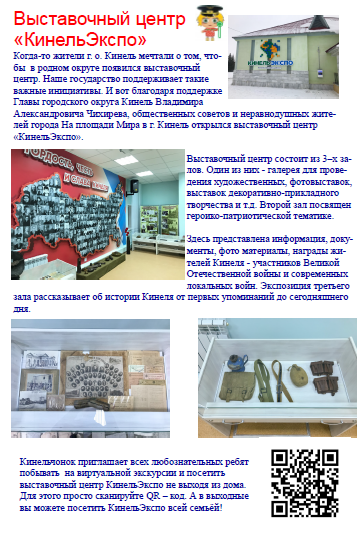 Выставочный центр
«КинельЭкспо»
Когда-то жители г. о. Кинель мечтали о том, что-
бы в родном округе появился выставочный
центр. Наше государство поддерживает такие
важные инициативы. И вот благодаря поддержке
Главы городского округа Кинель Владимира
Александровича Чихирева, общественных советов и неравнодушных жите-
лей города На площади Мира в г. Кинель открылся выставочный центр
«КинельЭкспо».
КИНЕЛЬЭКСПО
ГОРДОСТЬ, ЧЕСТЬ
И СЛАВА
Выставочный центр состоит из 3-х за-
лов. Один из них - галерея для прове-
дения художественных, фотовыставок,
выставок декоративно-прикладного
творчества и т.д. Второй зал посвящен
героико-патриотической тематике.
Здесь представлена информация, доку-
менты, фото материалы, награды жи-
телей Кинеля - участников Великой
Отечественной войны и современных
локальных войн. Экспозиция третьего
зала рассказывает об истории Кинеля от первых упоминаний до сегодняшнего
дня.
Кинельчонок приглашает всех любознательных ребят
побывать на виртуальной экскурсии и посетить
выставочный центр КинельЭкспо не выходя из дома.
Для этого просто сканируйте QR – код. А в выходные
вы можете посетить КинельЭкспо всей семьёй!